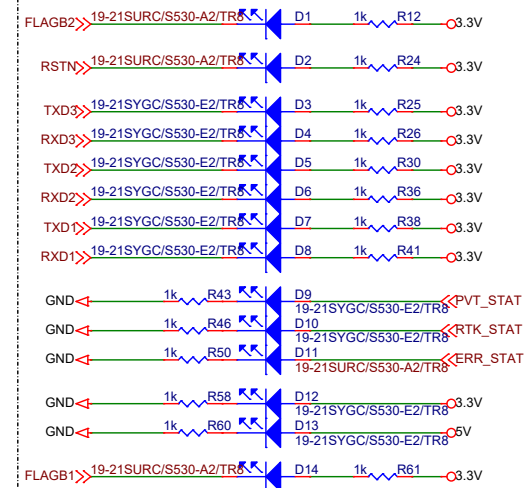 FLAGB2 19-21SURC/S530-A2/TR8 D1 1k R12 3.3V
RSTN 19-21SURC/S530-A2/TR8 D2 1k R24 3.3V
TXD3 19-21SYGC/S530-E2/TR8 D3 1k R25 3.3V
RXD3 19-21SYGC/S530-E2/TR8 D4 1k R26 3.3V
TXD2 19-21SYGC/S530-E2/TR8 D5 1k R30 3.3V
RXD2 19-21SYGC/S530-E2/TR8 D6 1k R36 3.3V
TXD1 19-21SYGC/S530-E2/TR8 D7 1k R38 3.3V
RXD1 19-21SYGC/S530-E2/TR8 D8 1k R41 3.3V
GND 1k R43 D9 PVT_STAT
19-21SYGC/S530-E2/TR8
GND 1k R46 D10 RTK_STAT
19-21SYGC/S530-E2/TR8
GND 1k R50 D11 ERR_STAT
19-21SURC/S530-A2/TR8
GND 1k R58 D12 3.3V
19-21SYGC/S530-E2/TR8
GND 1k R60 D13 5V
19-21SYGC/S530-E2/TR8
FLAGB1 19-21SURC/S530-A2/TR8 D14 1k R61 3.3V